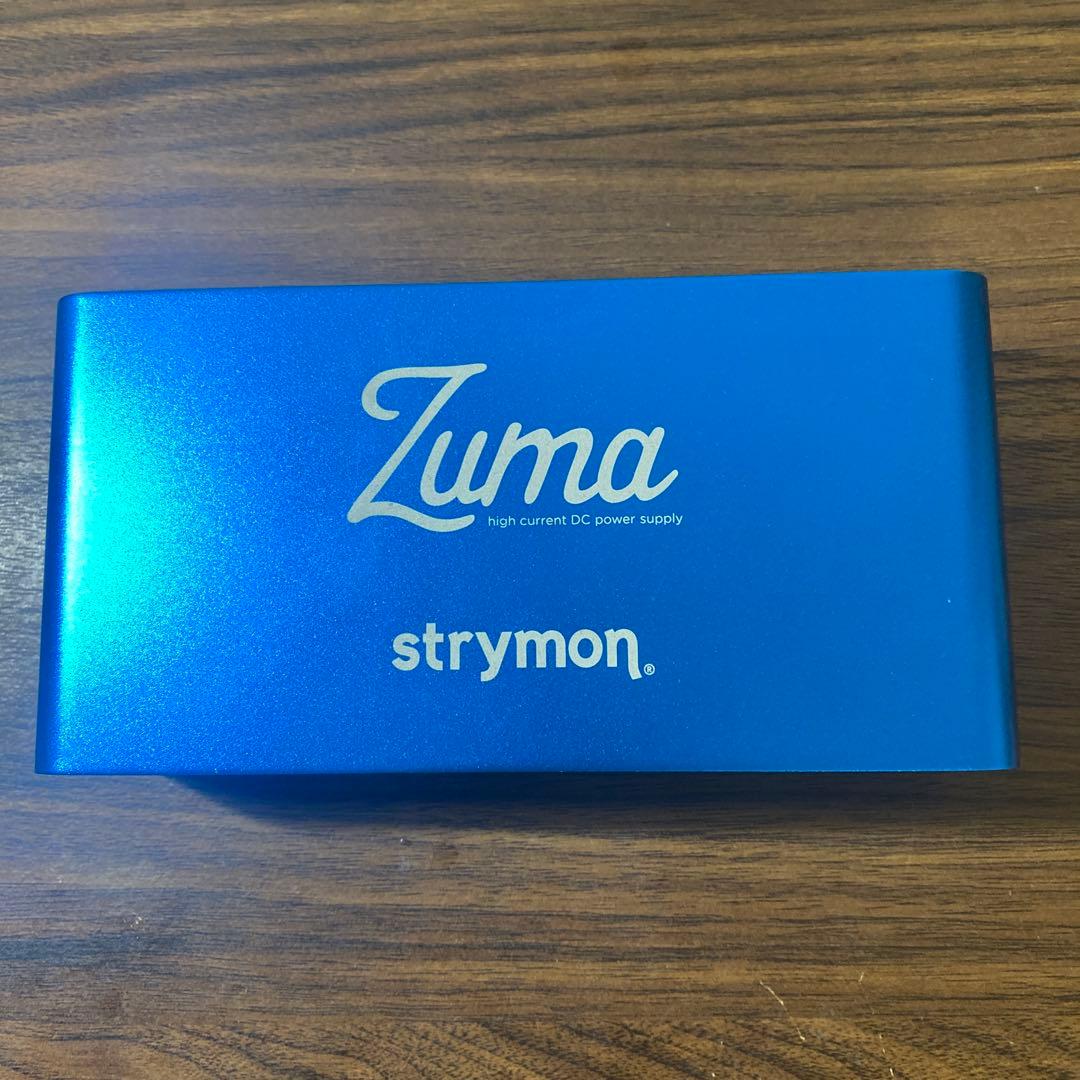 Zuma
high current DC power supply
strymon®